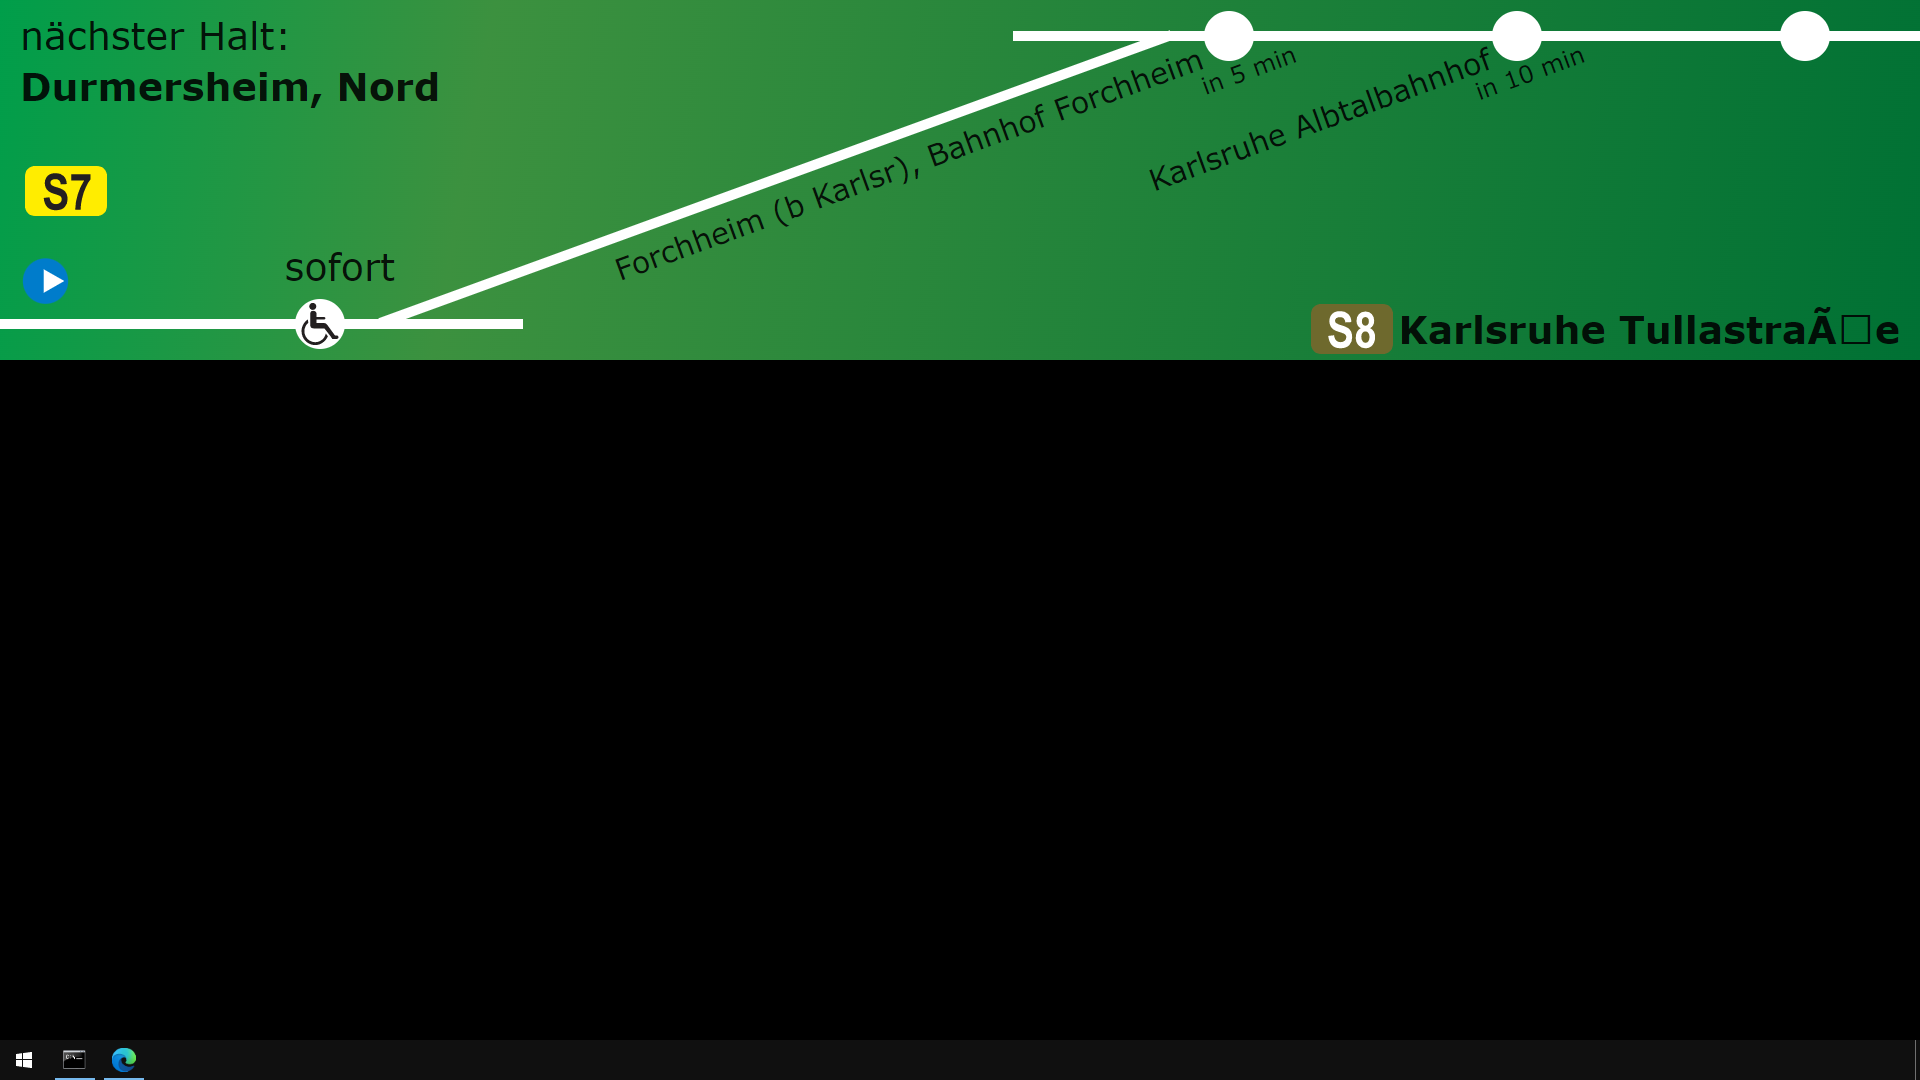 nächster Halt:
Durmersheim, Nord
S7
sofort
Forchheim (b Karlsr), Bahnhof Forchheim
in 5 min
Karlsruhe Albtalbahnhof
in 10 min
S8 Karlsruhe TullastraÃ□e